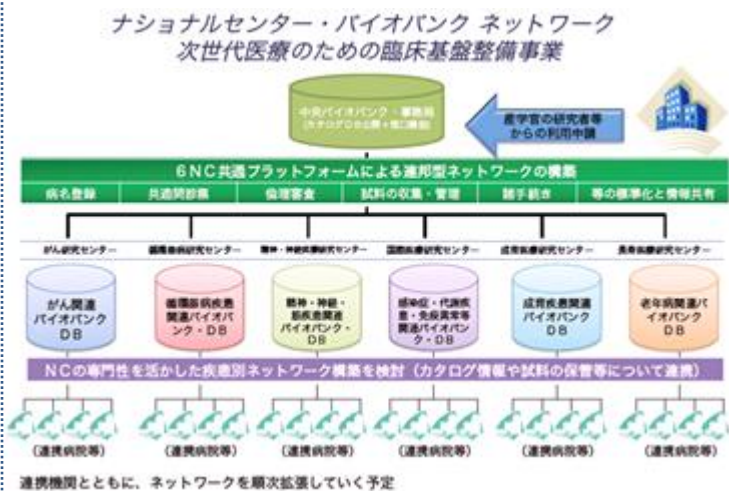 ナショナルセンター・バイオバンク ネットワーク
次世代医療のための臨床基盤整備事業
中央バイオバンク・事務局
(カタログDB公開+窓口機能)
産学官の研究者等
からの利用申請
6NC共通プラットフォームによる連邦型ネットワークの構築
病名登録 共通問診票 倫理審査 試料の収集・管理 諸手続き 等の標準化と情報共有
がん研究センター 循環器病研究センター 精神・神経医療研究センター 国際医療研究センター 成育医療研究センター 長寿医療研究センター
がん関連
バイオバンク
DB
循環器病疾患
関連バイオバ
ンク・DB
精神・神経・
筋疾患関連
バイオバンク・
DB
感染症・代謝疾
患・免疫異常等
関連バイオバン
ク・DB
成育疾患関連
バイオバンク
DB
老年病関連バ
イオバンク
DB
NCの専門性を活かした疾患別ネットワーク構築を検討(カタログ情報や試料の保管等について連携)
(連携病院等) (連携病院等) (連携病院等) (連携病院等) (連携病院等) (連携病院等)
連携機関とともに、ネットワークを順次拡張していく予定